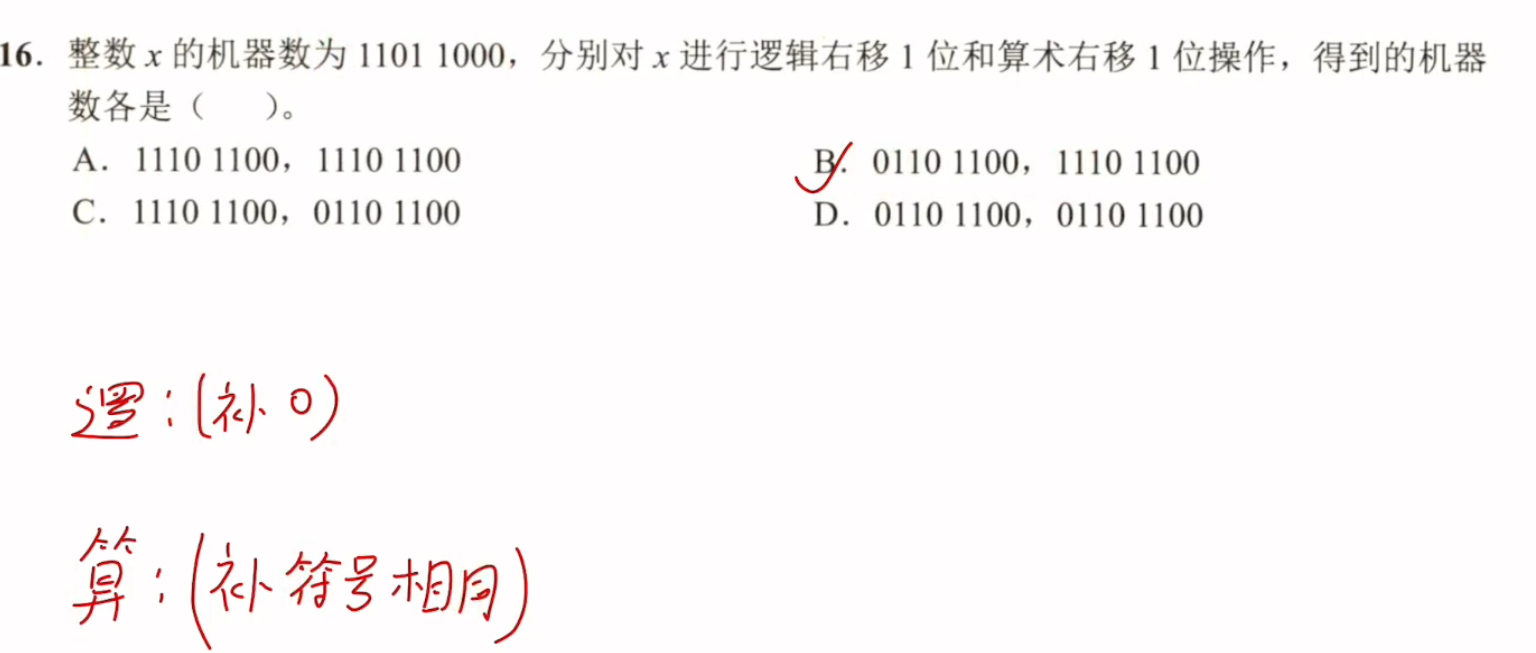 16. 整数 x 的机器数为 1101 1000，分别对 x 进行逻辑右移 1 位和算术右移 1 位操作，得到的机器
数各是（ ）。
A. 1110 1100，1110 1100 B. 0110 1100，1110 1100
C. 1110 1100，0110 1100 D. 0110 1100，0110 1100
逻：(补0)
算：(补符号相同)